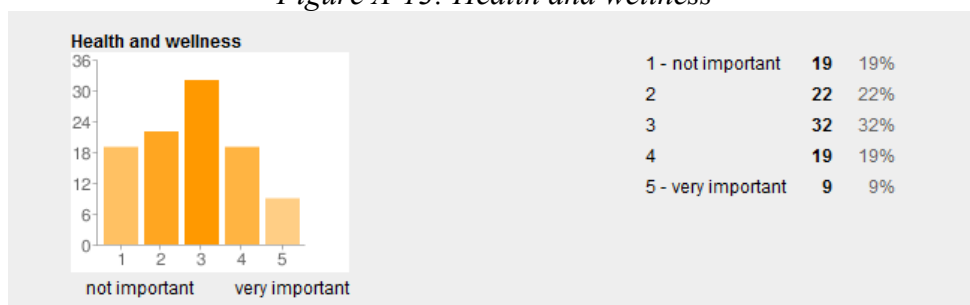 Figure X-15: Health and wellness
Health and wellness
36
30
24
18
12
6
0
1 2 3 4 5
not important very important
1 - not important 19 19%
2 22 22%
3 32 32%
4 19 19%
5 - very important 9 9%